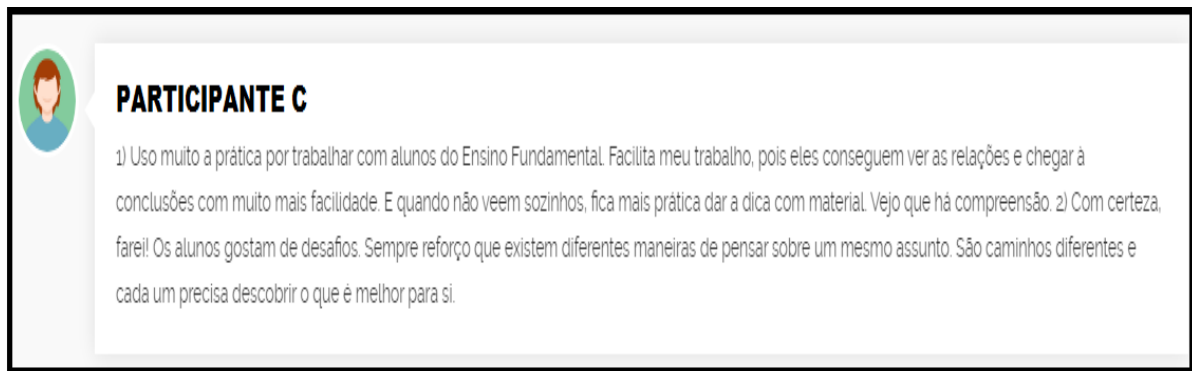 PARTICIPANTE C
1) Uso muito a prática por trabalhar com alunos do Ensino Fundamental. Facilita meu trabalho, pois eles conseguem ver as relações e chegar à
conclusões com muito mais facilidade. E quando não veem sozinhos, fica mais prática dar a dica com material. Vejo que há compreensão. 2) Com certeza,
farei! Os alunos gostam de desafios. Sempre reforço que existem diferentes maneiras de pensar sobre um mesmo assunto. São caminhos diferentes e
cada um precisa descobrir o que é melhor para si.